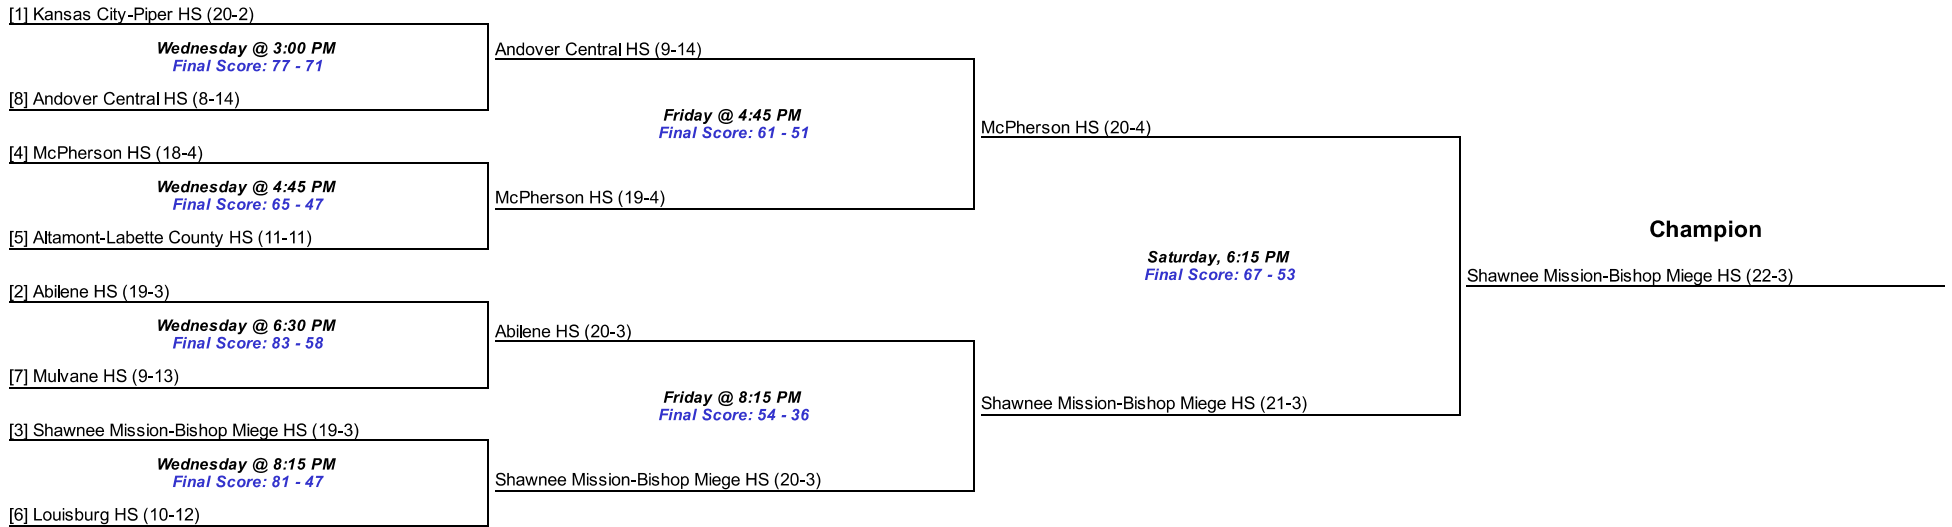 [1] Kansas City-Piper HS (20-2)
Wednesday @ 3:00 PM
Final Score: 77 - 71
[8] Andover Central HS (8-14)
[4] McPherson HS (18-4)
Wednesday @ 4:45 PM
Final Score: 65 - 47
[5] Altamont-Labette County HS (11-11)
[2] Abilene HS (19-3)
Wednesday @ 6:30 PM
Final Score: 83 - 58
[7] Mulvane HS (9-13)
[3] Shawnee Mission-Bishop Miege HS (19-3)
Wednesday @ 8:15 PM
Final Score: 81 - 47
[6] Louisburg HS (10-12)
Andover Central HS (9-14)
Friday @ 4:45 PM
Final Score: 61 - 51
McPherson HS (19-4)
Abilene HS (20-3)
Friday @ 8:15 PM
Final Score: 54 - 36
Shawnee Mission-Bishop Miege HS (20-3)
McPherson HS (20-4)
Saturday, 6:15 PM
Final Score: 67 - 53
Shawnee Mission-Bishop Miege HS (21-3)
Champion
Shawnee Mission-Bishop Miege HS (22-3)